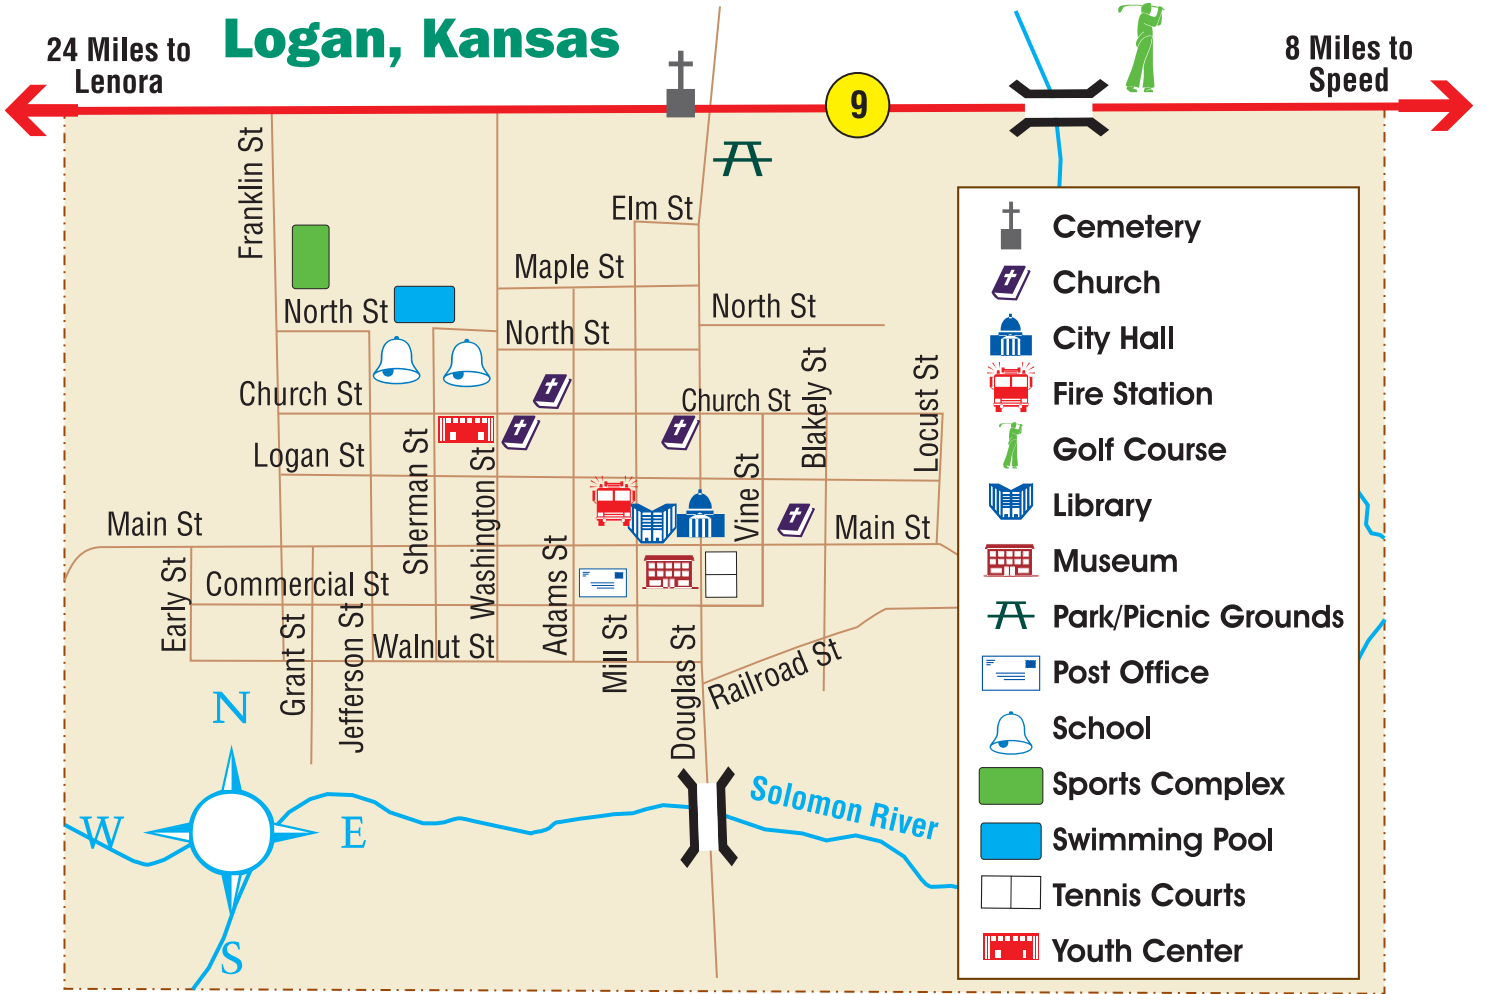 Logan, Kansas
24 Miles to
Lenora
8 Miles to
Speed
9
Franklin St
Elm St
Maple St
North St
North St
North St
Church St
Church St
Blakely St
Locust St
Logan St
Sherman St
Washington St
Vine St
Main St
Main St
Early St
Commercial St
Adams St
Grant St
Jefferson St
Walnut St
Mill St
Douglas St
Railroad St
Solomon River
N
W
E
S
Cemetery
Church
City Hall
Fire Station
Golf Course
Library
Museum
Park/Picnic Grounds
Post Office
School
Sports Complex
Swimming Pool
Tennis Courts
Youth Center